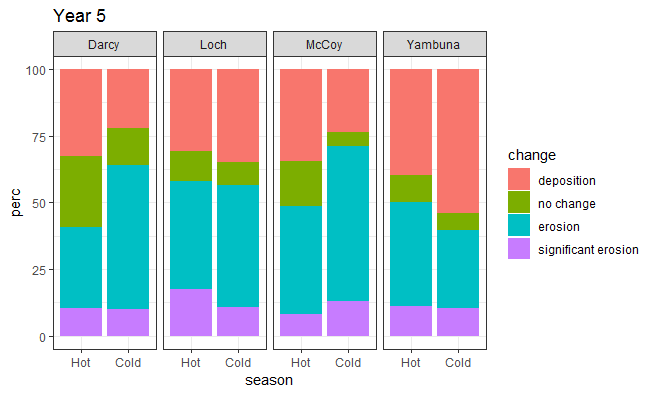 Year 5
Darcy Loch McCoy Yambuna
100
75
50
25
0
perc
Hot Cold Hot Cold Hot Cold Hot Cold
season
change
deposition
no change
erosion
significant erosion